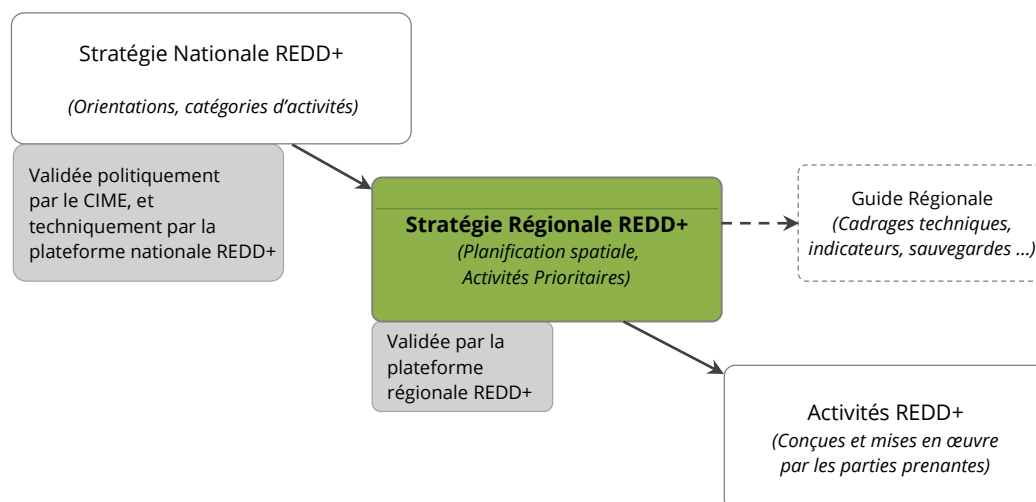 Stratégie Nationale REDD+
(Orientations, catégories d'activités)
Validée politiquement
par le CIME, et
techniquement par la
plateforme nationale REDD+
Stratégie Régionale REDD+
(Planification spatiale,
Activités Prioritaires)
Validée par la
plateforme
régionale REDD+
Guide Régionale
(Cadrages techniques,
indicateurs, sauvegardes ...)
Activités REDD+
(Conçues et mises en œuvre
par les parties prenantes)